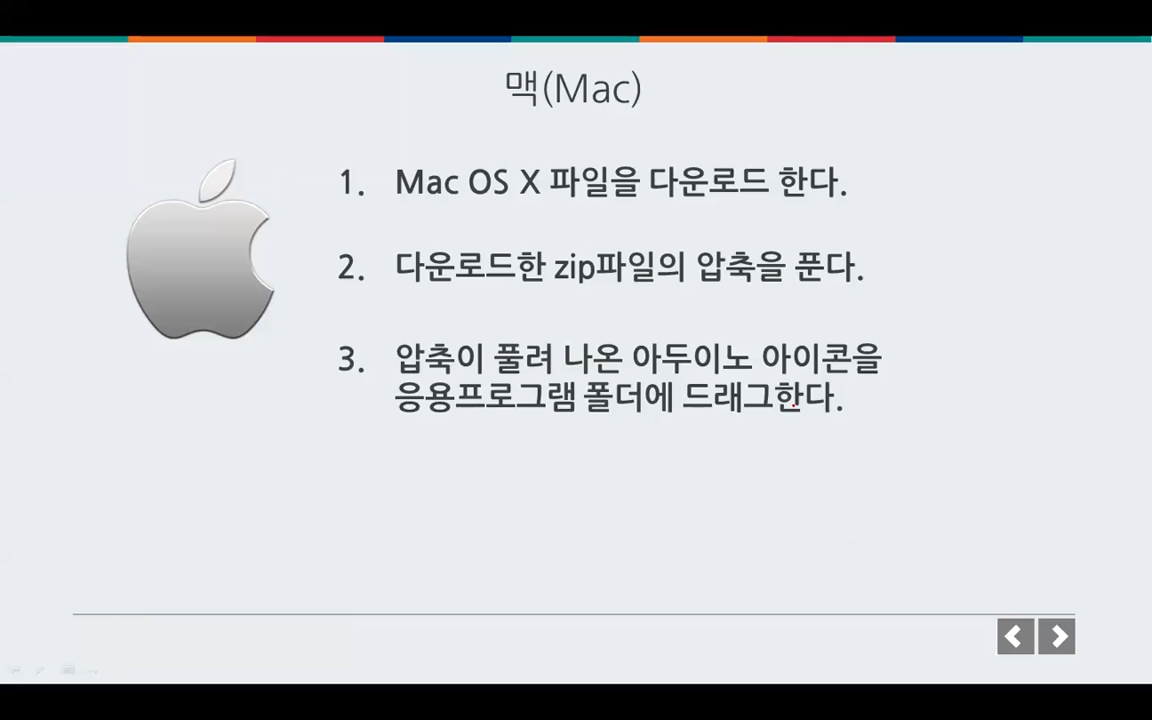 맥(Mac)
1. Mac OS X 파일을 다운로드 한다.
2. 다운로드한 zip파일의 압축을 푼다.
3. 압축이 풀려 나온 아두이노 아이콘을
응용프로그램 폴더에 드래그한다.